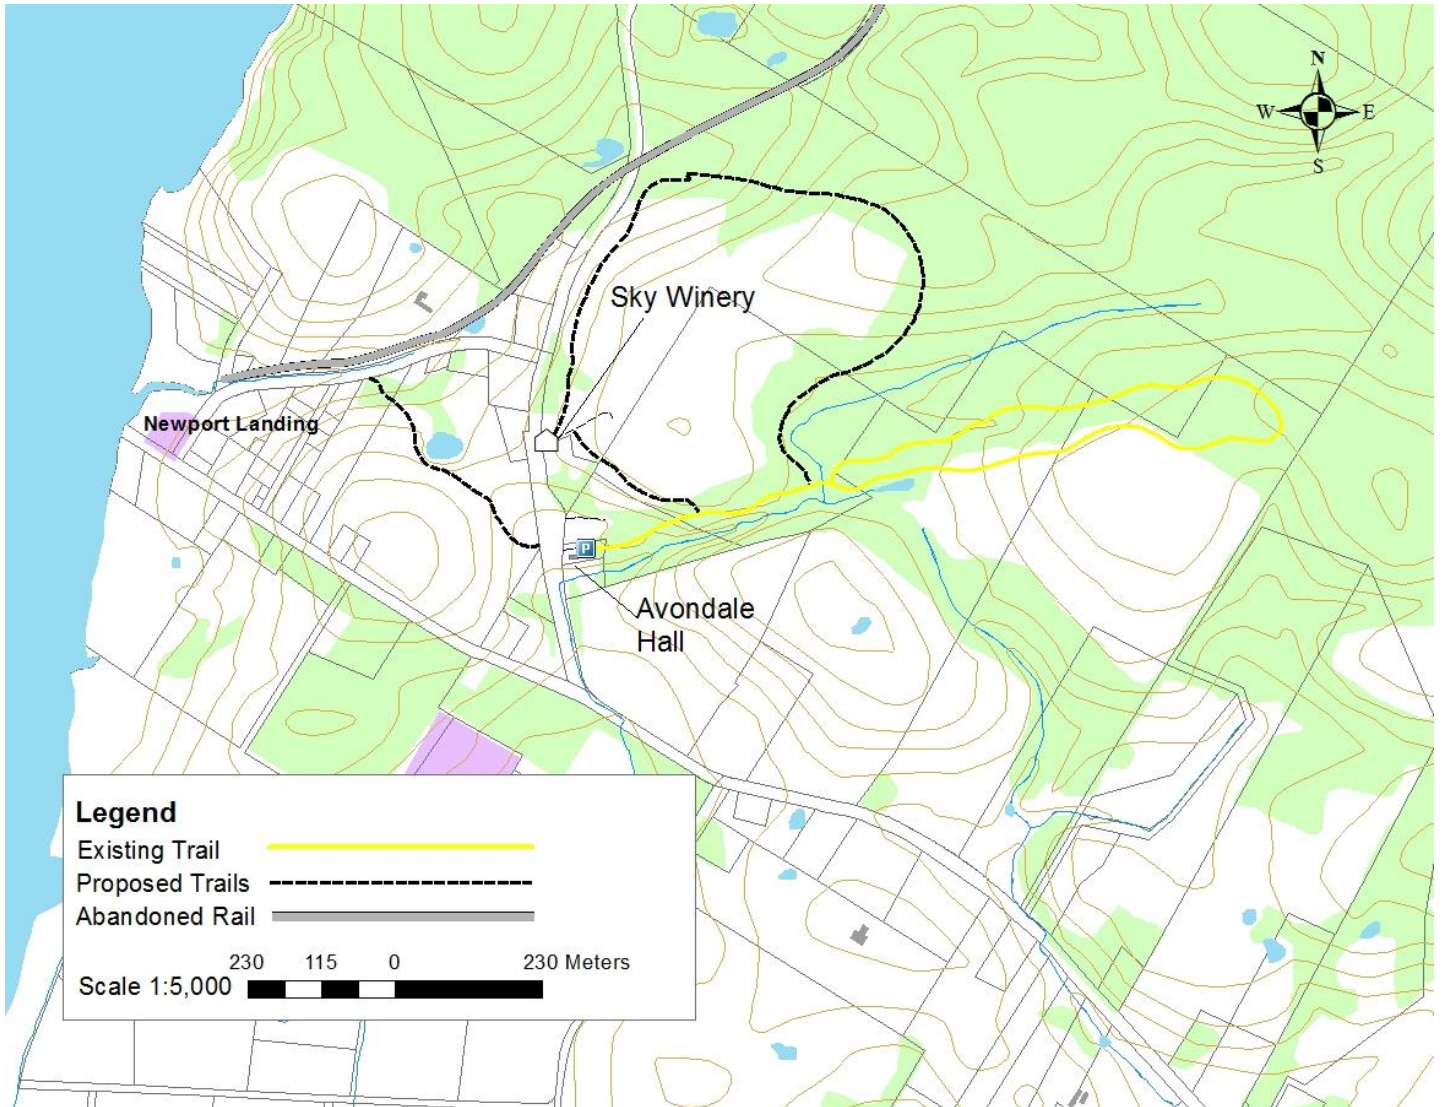 N
W E
S
Sky Winery
Newport Landing
P
Avondale
Hall
Legend
Existing Trail
Proposed Trails
Abandoned Rail
230 115 0 230 Meters
Scale 1:5,000